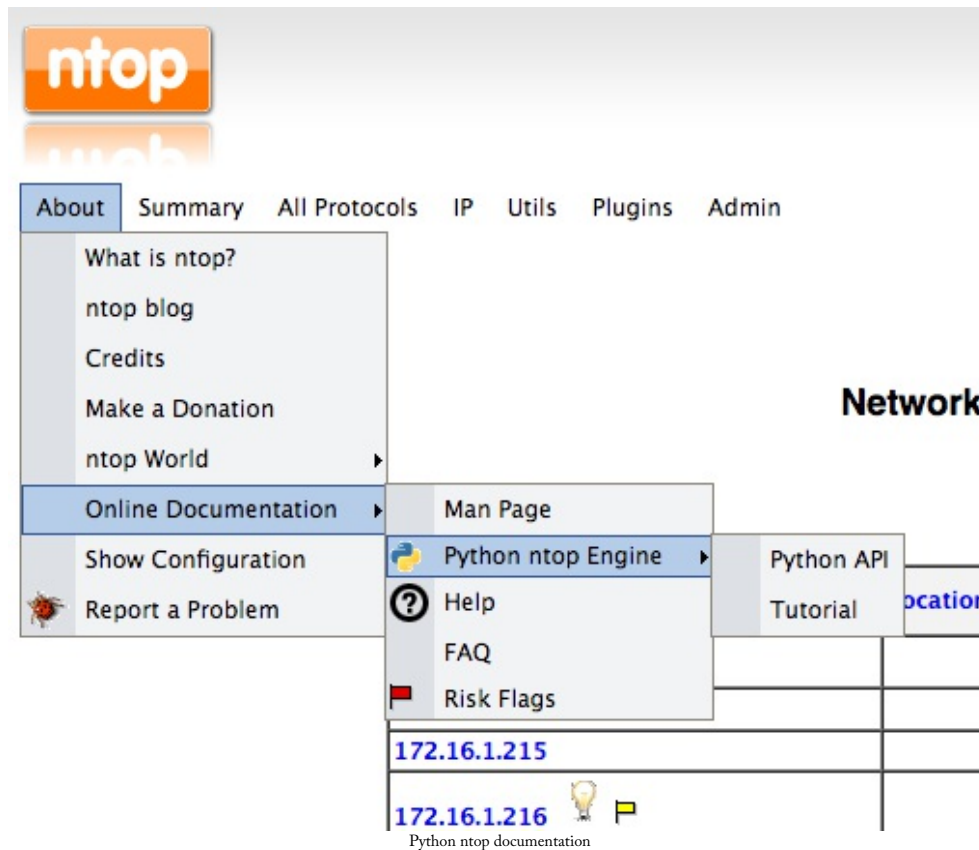 ntop
About Summary All Protocols IP Utils Plugins Admin
What is ntop?
ntop blog
Credits
Make a Donation
ntop World
Online Documentation
Show Configuration
Report a Problem
Man Page
Python ntop Engine
Help
FAQ
Risk Flags
Python API
Tutorial
Network
ocation
172.16.1.215
172.16.1.216
Python ntop documentation